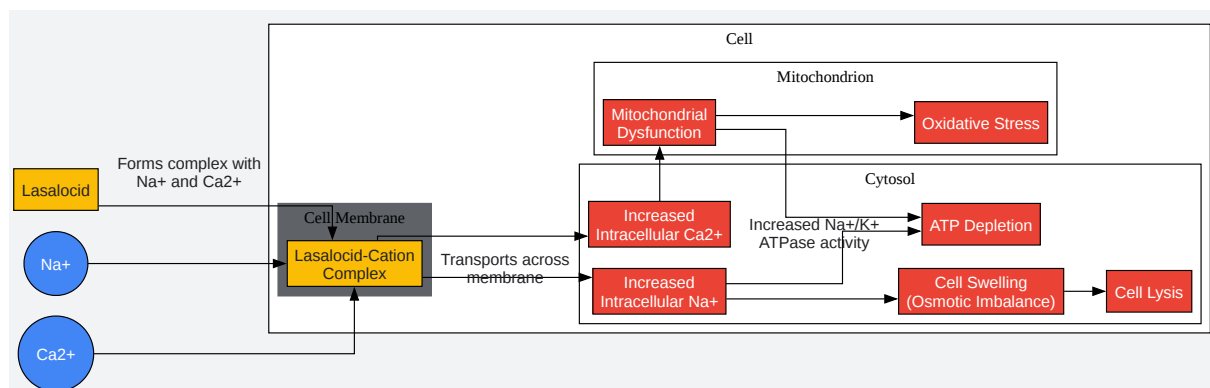 Cell
Mitochondrion
Mitochondrial
Dysfunction
Oxidative Stress
Forms complex with
Na+ and Ca2+
Lasalocid
Cytosol
Cell Membrane
Increased
Intracellular Ca2+
Increased Na+/K+
ATPase activity
ATP Depletion
Na+
Lasalocid-Cation
Complex
Transports across
membrane
Increased
Intracellular Na+
Cell Swelling
(Osmotic Imbalance)
Cell Lysis
Ca2+